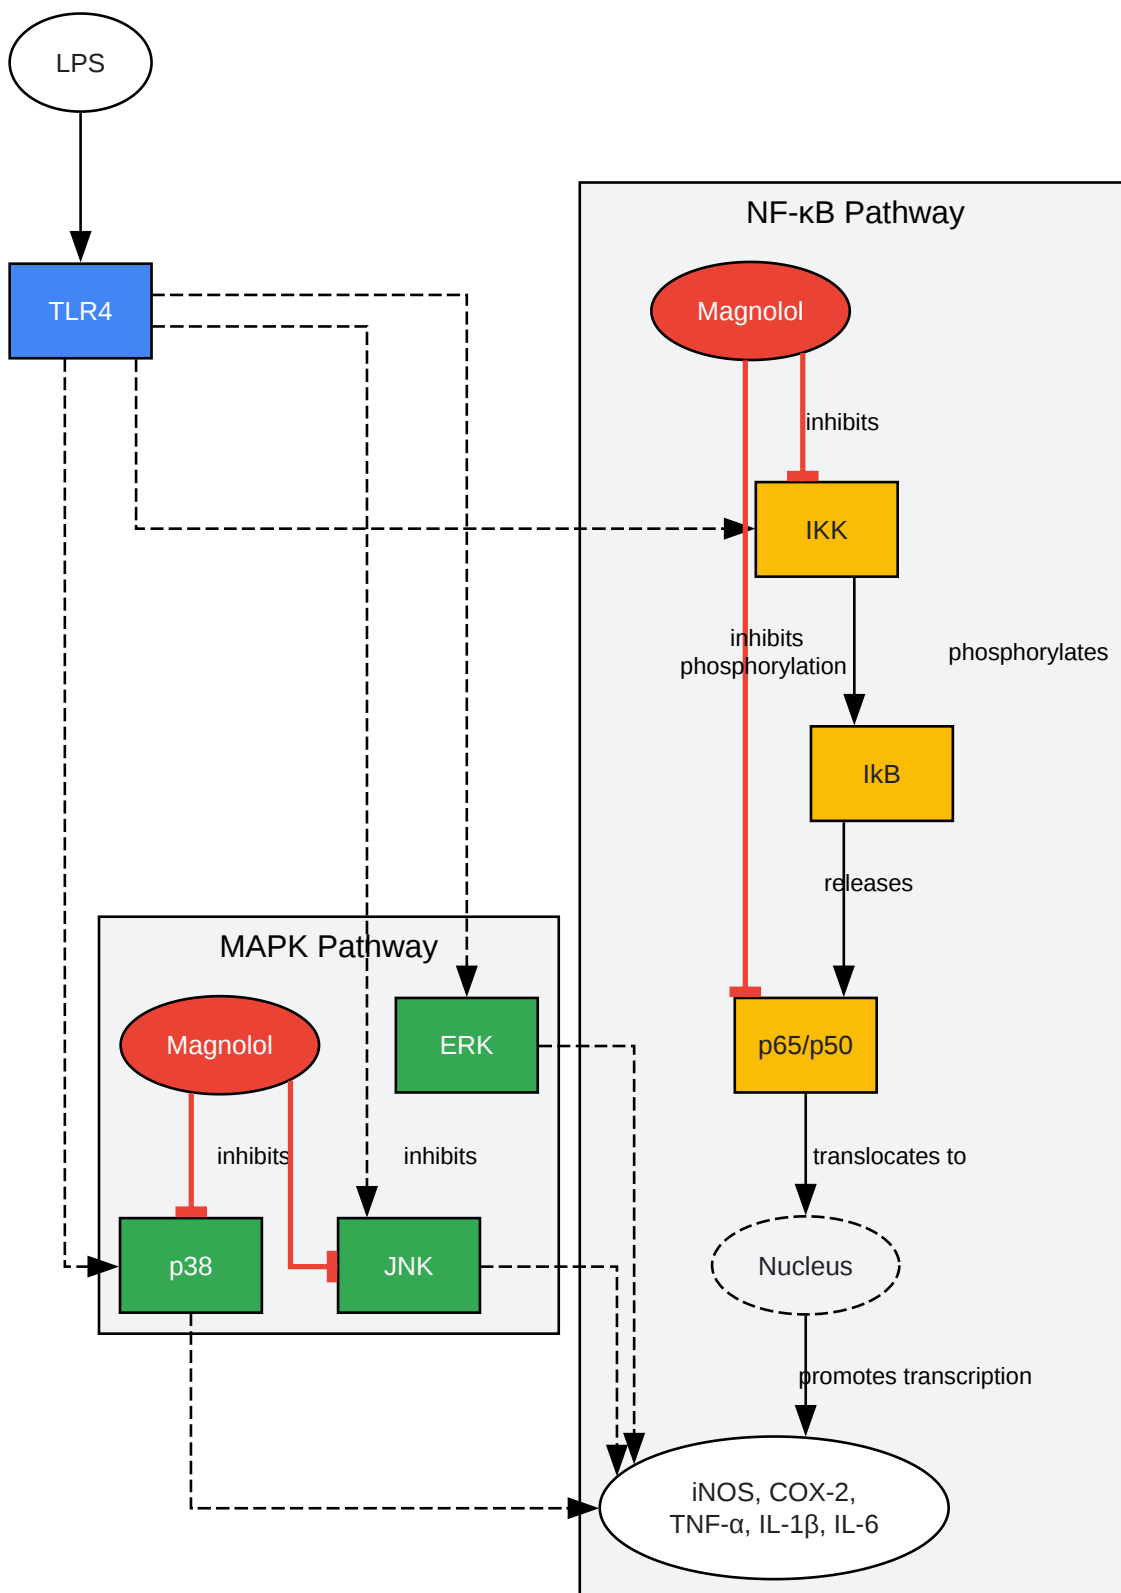 LPS
NF-κB Pathway
TLR4
Magnolol
inhibits
IKK
inhibits
phosphorylation
phosphorylates
IkB
releases
MAPK Pathway
Magnolol
ERK
p65/p50
inhibits
inhibits
translocates to
p38
JNK
Nucleus
promotes transcription
iNOS, COX-2,
TNF-α, IL-1β, IL-6